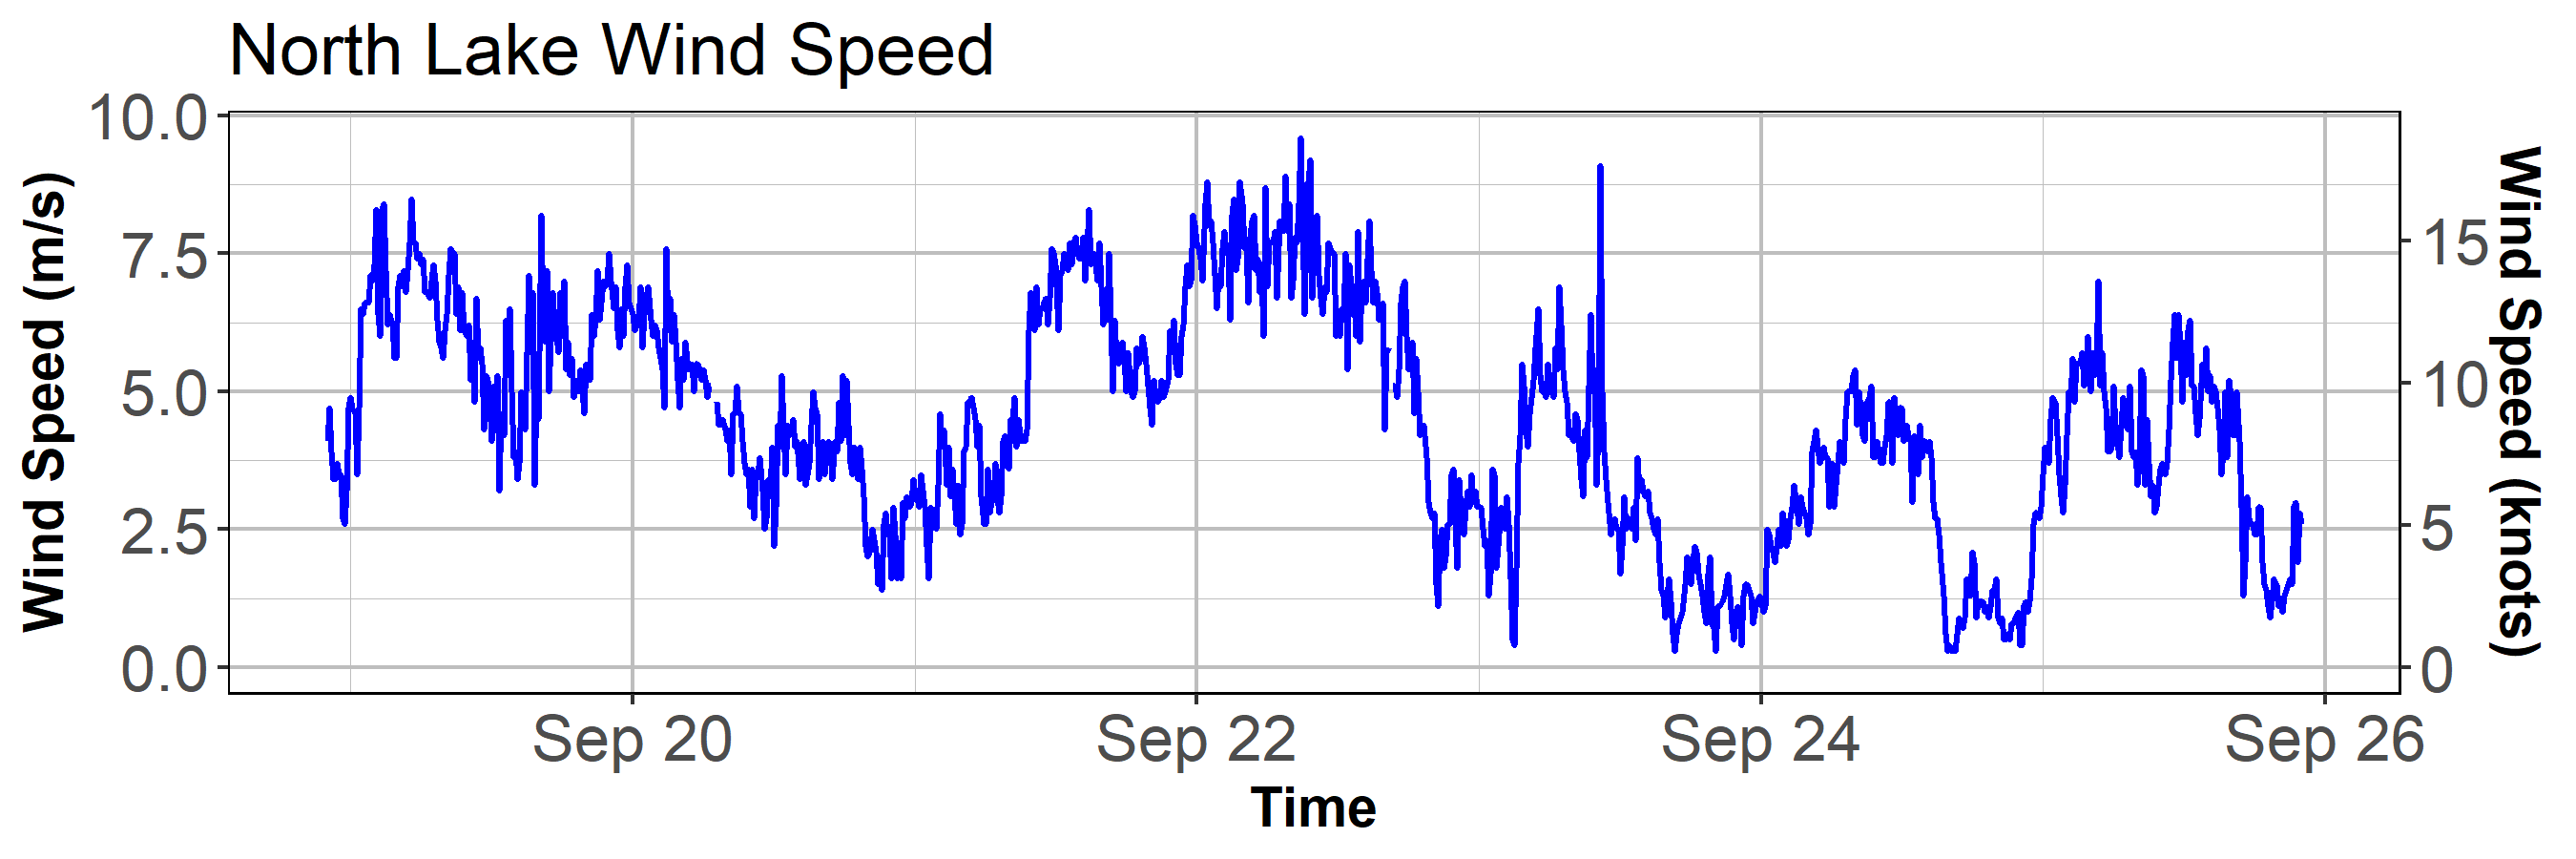 North Lake Wind Speed
Wind Speed (m/s)
10.0
7.5
5.0
2.5
0.0
Wind Speed (knots)
15
10
5
0
Sep 20
Sep 22
Sep 24
Sep 26
Time